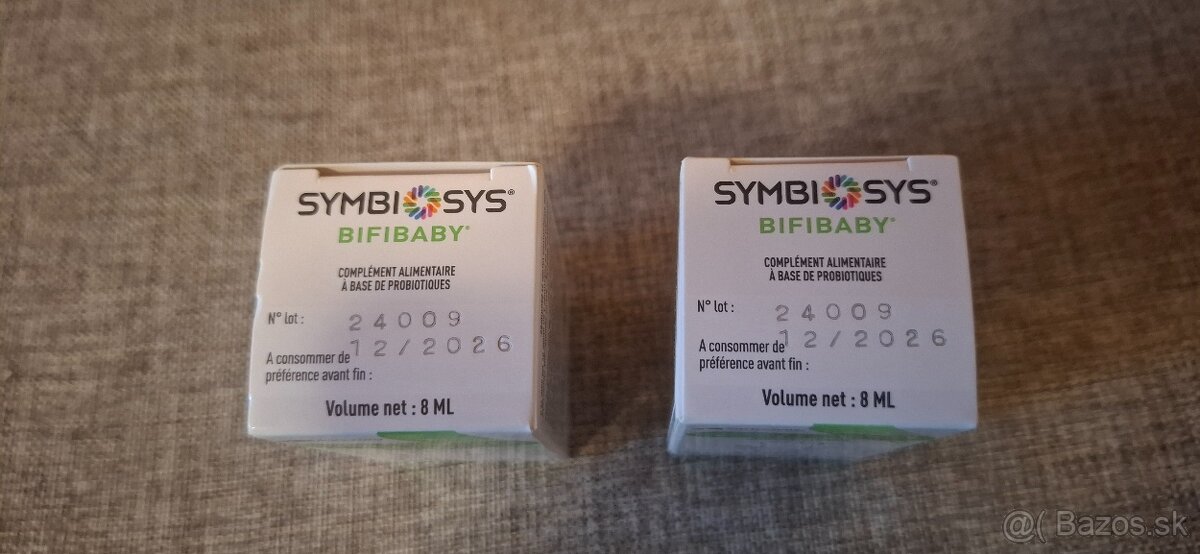 SYMBIOSYS®
BIFIBABY®
COMPLÉMENT ALIMENTAIRE
À BASE DE PROBIOTIQUES
N° lot : 24009
A consommer de 12/2026
préférence avant fin :
Volume net : 8 ML
SYMBIOSYS®
BIFIBABY®
COMPLÉMENT ALIMENTAIRE
À BASE DE PROBIOTIQUES
N° lot : 24009
A consommer de 12/2026
préférence avant fin :
Volume net : 8 ML
@( Bazos.sk